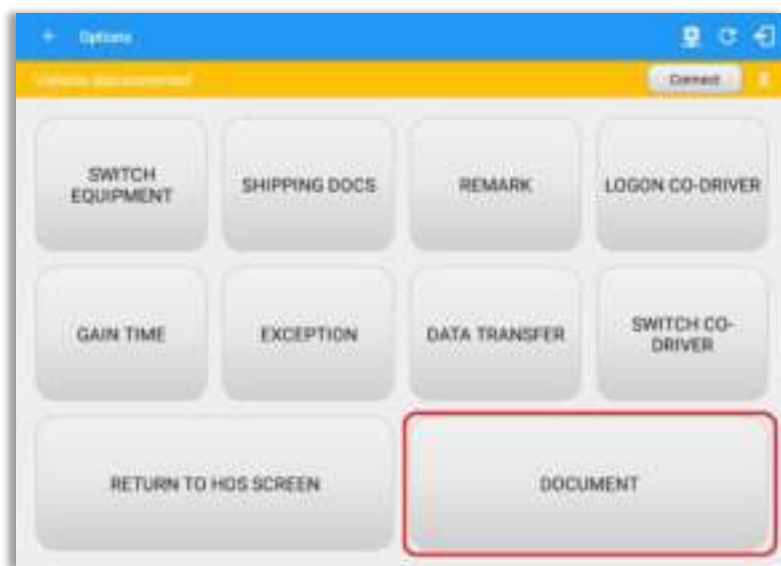 Options
Vehicle disconnected
Connect
X
SWITCH
EQUIPMENT
SHIPPING DOCS
REMARK
LOGON CO-DRIVER
GAIN TIME
EXCEPTION
DATA TRANSFER
SWITCH CO-
DRIVER
RETURN TO HOS SCREEN
DOCUMENT